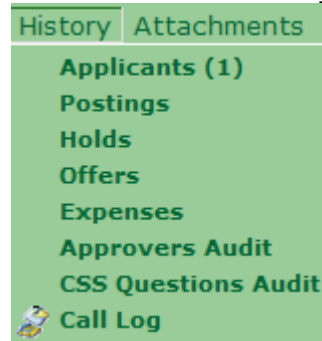 History Attachments
Applicants (1)
Postings
Holds
Offers
Expenses
Approvers Audit
CSS Questions Audit
Call Log